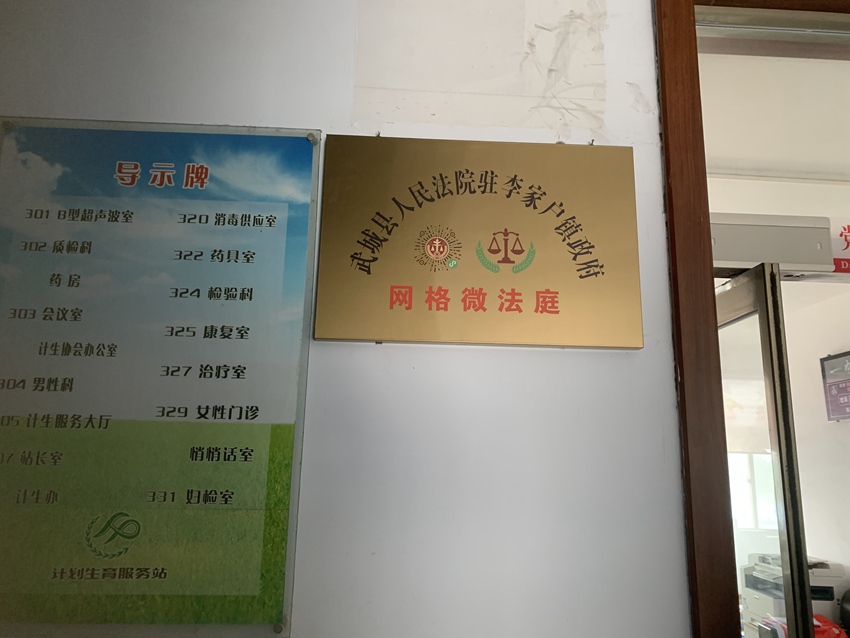 导示牌
301 B型超声波室
302 质检科
药房
303 会议室
计生协会办公室
304 男性科
305 计生服务大厅
307 站长室
计生办
320 消毒供应室
322 药具室
324 检验科
325 康复室
327 治疗室
329 女性门诊
悄悄话室
331 妇检室
计划生育服务站
武城县人民法院驻李家户镇政府
网格微法庭
党